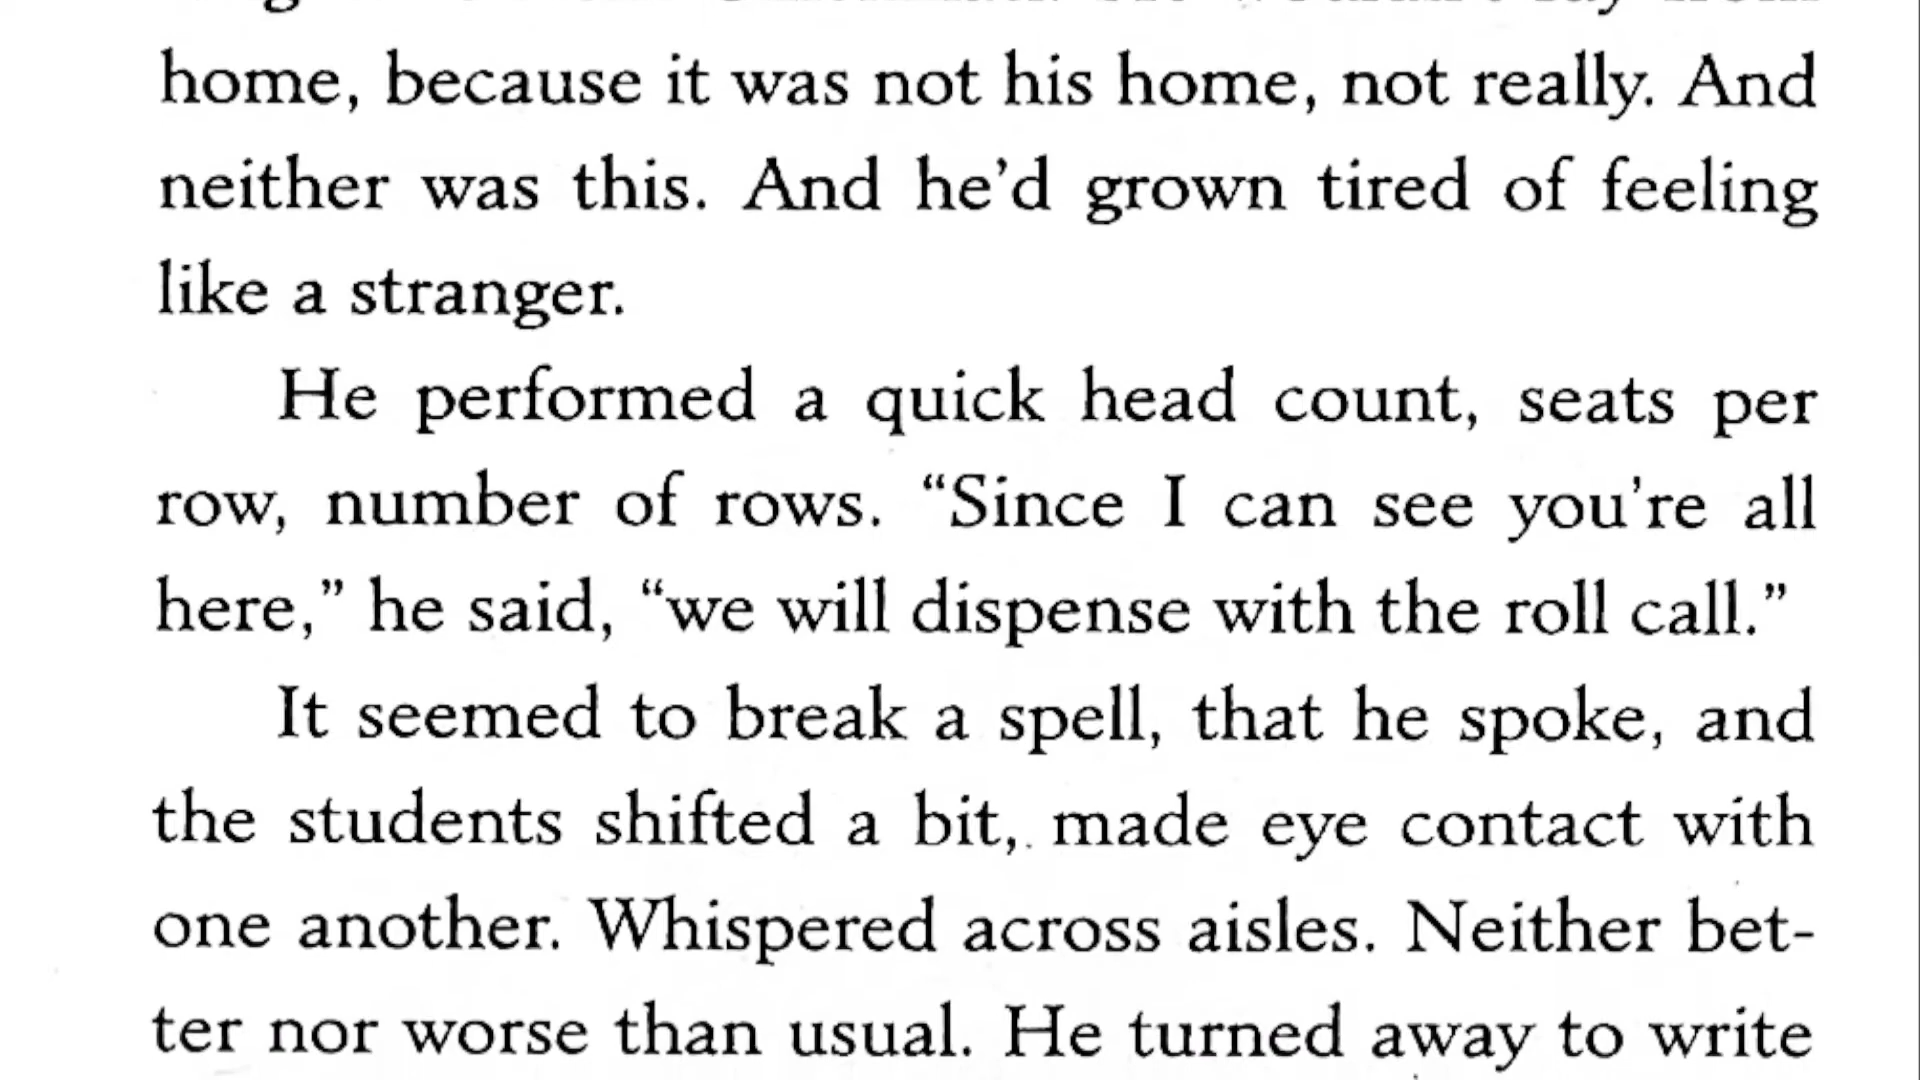 home, because it was not his home, not really. And
neither was this. And he’d grown tired of feeling
like a stranger.
He performed a quick head count, seats per
row, number of rows. “Since I can see you’re all
here,” he said, “we will dispense with the roll call.”
It seemed to break a spell, that he spoke, and
the students shifted a bit, made eye contact with
one another. Whispered across aisles. Neither bet-
ter nor worse than usual. He turned away to write